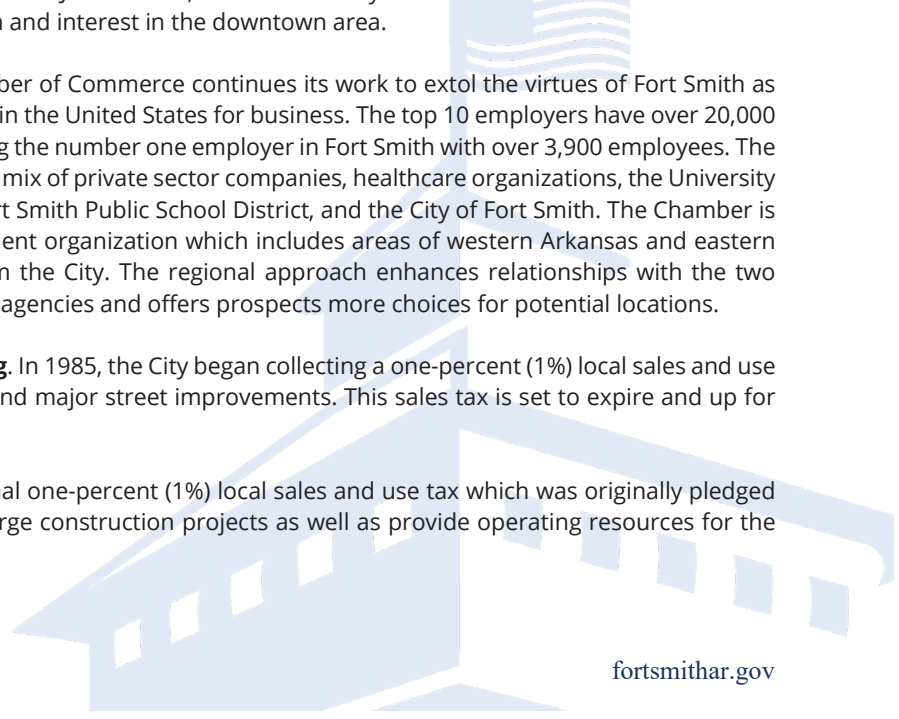 and interest in the downtown area.
ber of Commerce continues its work to extol the virtues of Fort Smith as
in the United States for business. The top 10 employers have over 20,000
g the number one employer in Fort Smith with over 3,900 employees. The
mix of private sector companies, healthcare organizations, the University
rt Smith Public School District, and the City of Fort Smith. The Chamber is
ent organization which includes areas of western Arkansas and eastern
m the City. The regional approach enhances relationships with the two
agencies and offers prospects more choices for potential locations.
g. In 1985, the City began collecting a one-percent (1%) local sales and use
nd major street improvements. This sales tax is set to expire and up for
al one-percent (1%) local sales and use tax which was originally pledged
rge construction projects as well as provide operating resources for the
fortsmithar.gov